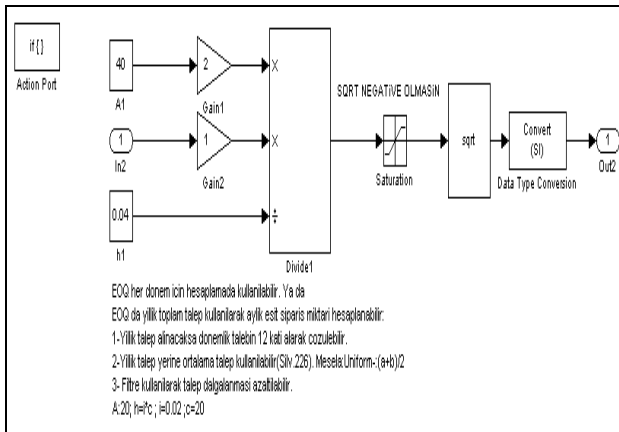 if { }
Action Port
40
A1
2
Gain1
1
In2
1
Gain2
0.04
h1
×
×
÷
Divide1
SQRT NEGATiVE OLMASiN
Saturation
sqrt
Convert
(SI)
Data Type Conversion
1
Out2
EOQ her donem icin hesaplamada kullanilabilir. Ya da
EOQ da yillik toplam talep kullanilarak aylik esit siparis miktari hesaplanabilir:
1-Yillik talep alinacaksa donemlik talebin 12 kati alarak cozulebilir.
2-Yillik talep yerine ortalama talep kullanilabilir(Silv.226). Mesela:Uniform-:(a+b)/2
3- Filtre kullanilarak talep dalgalanmasi azaltilabilir.
A:20; h=i*c ; i=0.02 ;c=20